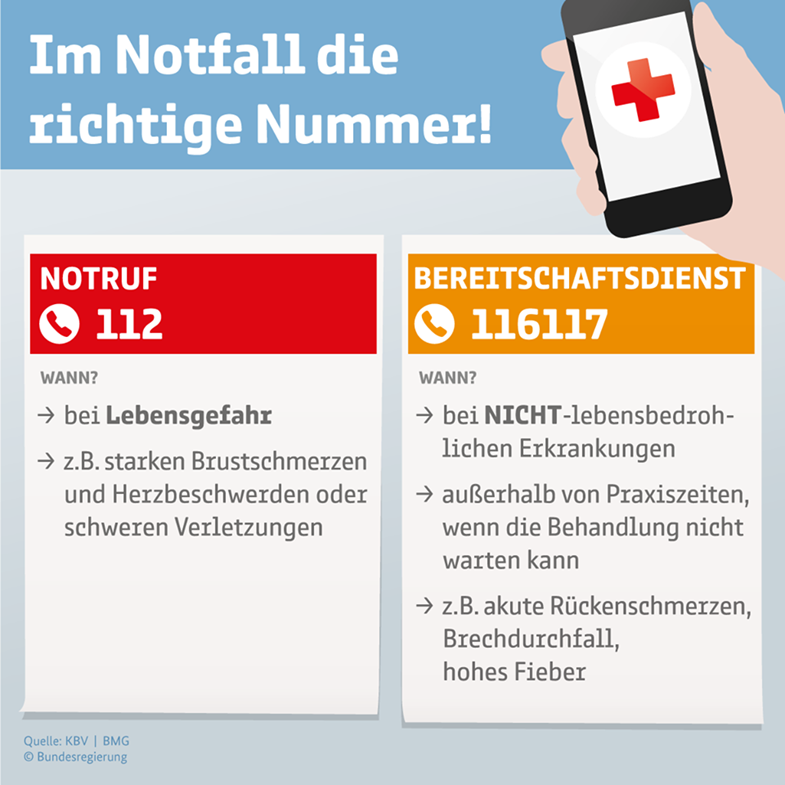 Im Notfall die
richtige Nummer!
NOTRUF
112
WANN?
→ bei Lebensgefahr
→ z.B. starken Brustschmerzen
und Herzbeschwerden oder
schweren Verletzungen
BEREITSCHAFTSDIENST
116117
WANN?
→ bei NICHT-lebensbedroh-
lichen Erkrankungen
→ außerhalb von Praxiszeiten,
wenn die Behandlung nicht
warten kann
→ z.B. akute Rückenschmerzen,
Brechdurchfall,
hohes Fieber
Quelle: KBV | BMG
© Bundesregierung